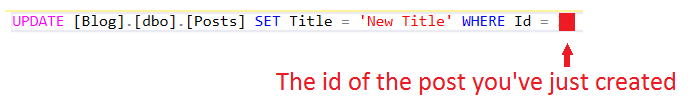 UPDATE [Blog].[dbo].[Posts] SET Title = 'New Title' WHERE Id =
The id of the post you've just created